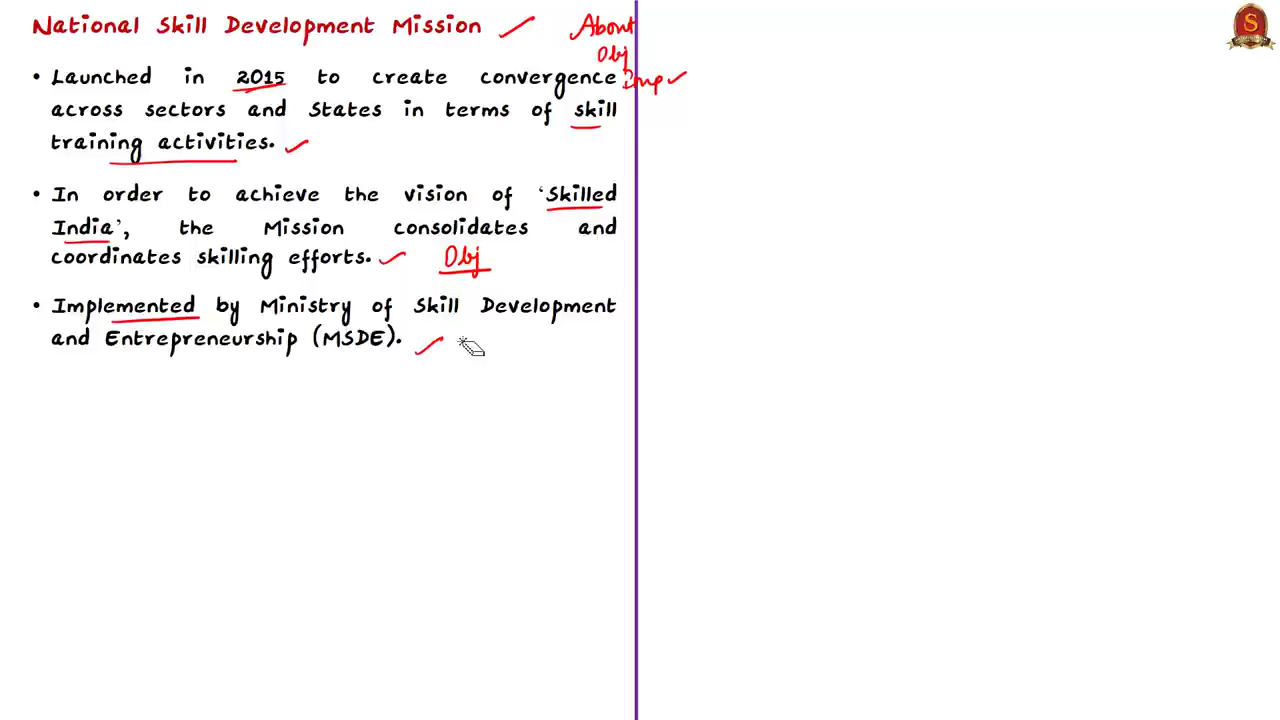 National Skill Development Mission
About
Obj
Imp
• Launched in 2015 to create convergence
across sectors and States in terms of skill
training activities.
• In order to achieve the vision of ‘Skilled
India’, the Mission consolidates and
coordinates skilling efforts.
Obj
• Implemented by Ministry of Skill Development
and Entrepreneurship (MSDE).
S